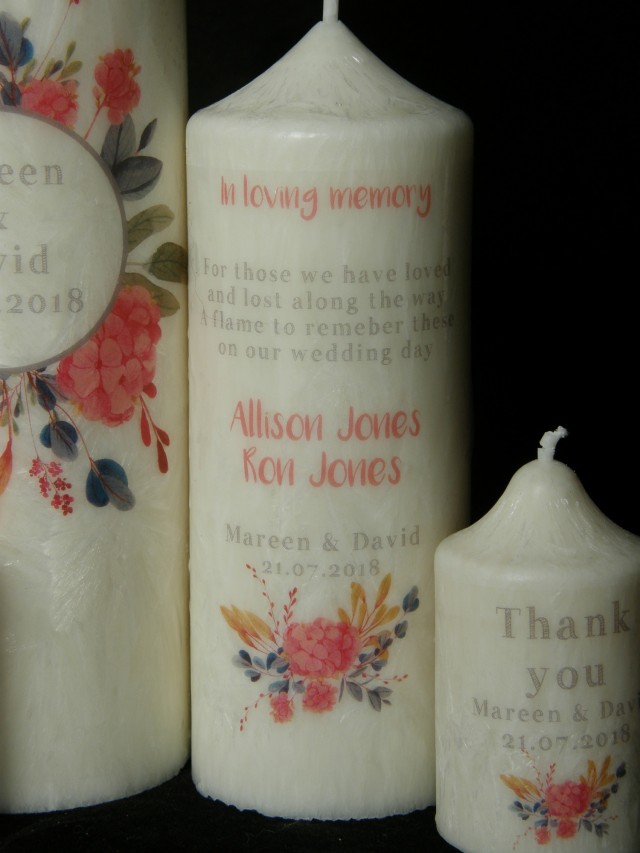 een
&
vid
.2018
In loving memory
For those we have loved
and lost along the way
A flame to remeber these
on our wedding day
Allison Jones
Ron Jones
Mareen & David
21.07.2018
Thank
you
Mareen & Davi
21.07.2018